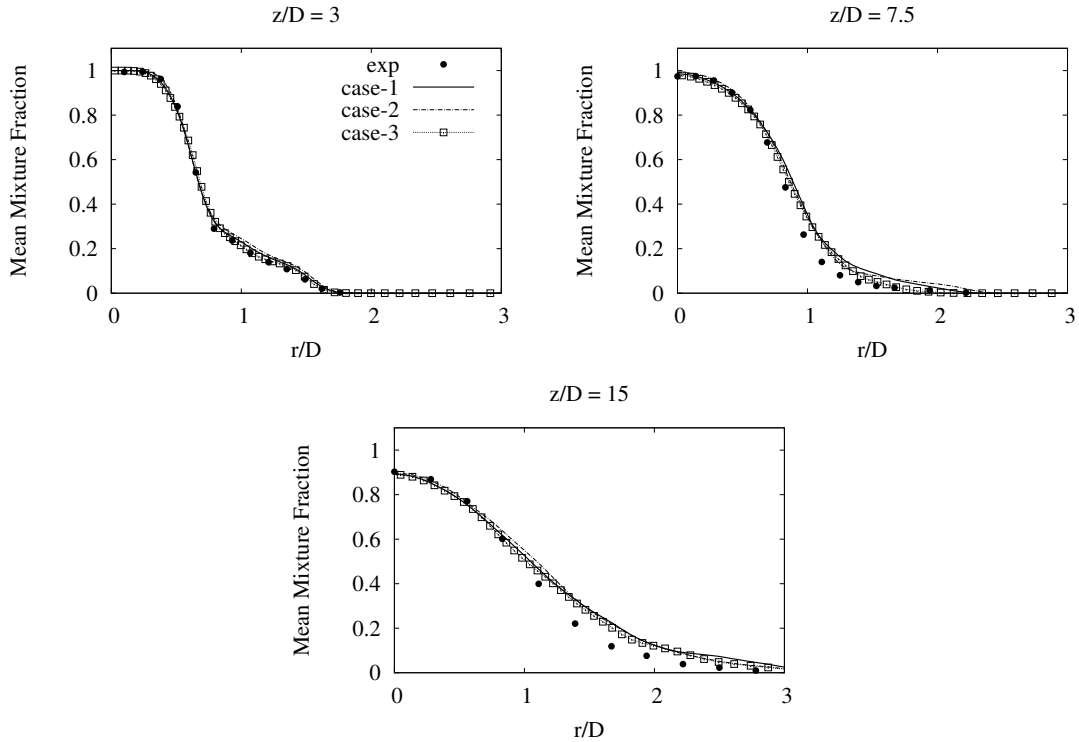 z/D = 3
Mean Mixture Fraction
1
0.8
0.6
0.4
0.2
0
0 1 2 3
r/D
exp
case-1
case-2
case-3
z/D = 7.5
Mean Mixture Fraction
1
0.8
0.6
0.4
0.2
0
0 1 2 3
r/D
z/D = 15
Mean Mixture Fraction
1
0.8
0.6
0.4
0.2
0
0 1 2 3
r/D